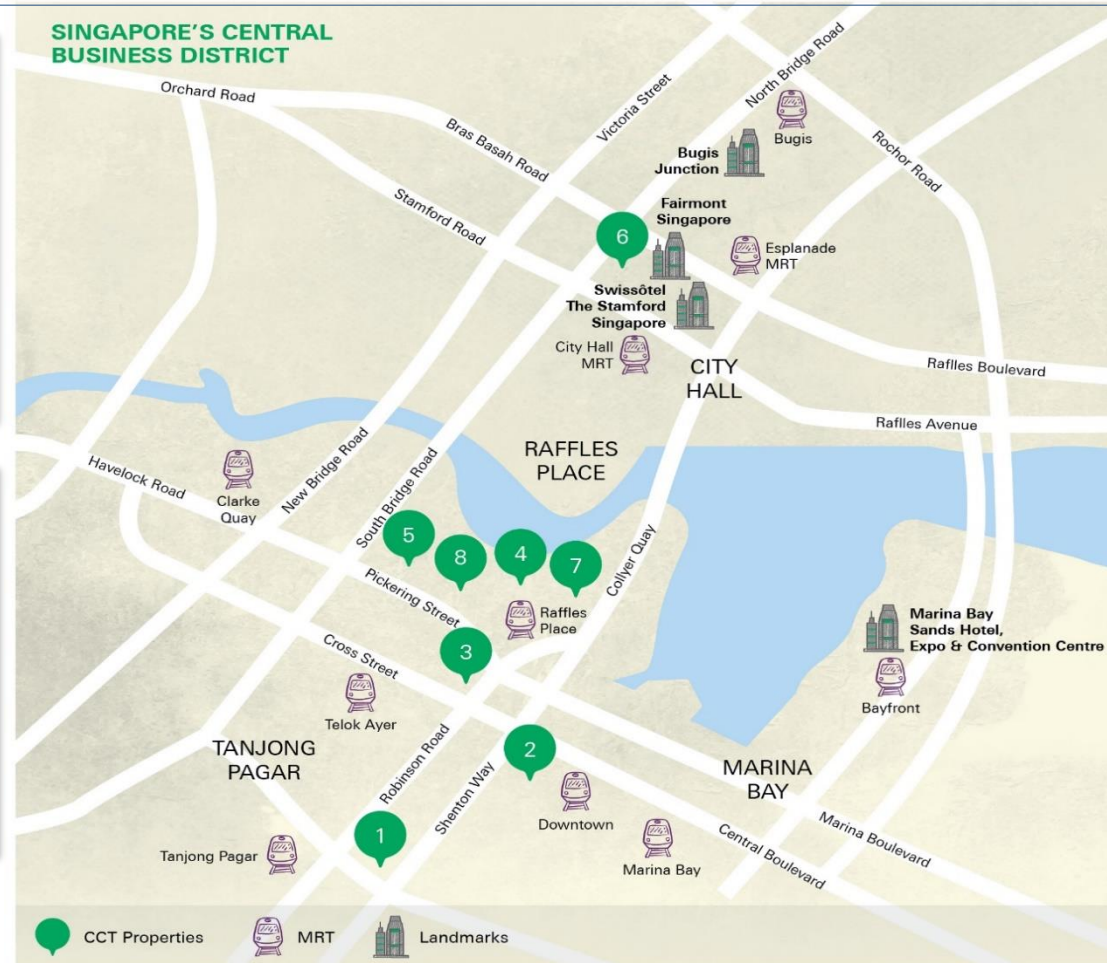 SINGAPORE'S CENTRAL
BUSINESS DISTRICT
Orchard Road
Bras Basah Road
Stamford Road
Victoria Street
North Bridge Road
Bugis
Rochor Road
Bugis
Junction
Fairmont
Singapore
6
Esplanade
MRT
Swissôtel
The Stamford
Singapore
City Hall
MRT
CITY
HALL
Raflles Boulevard
Raflles Avenue
RAFFLES
PLACE
Havelock Road
Clarke
Quay
New Bridge Road
South Bridge Road
5
8
4
7
Collyer Quay
Pickering Street
Raffles
Place
3
Cross Street
Telok Ayer
Marina Bay
Sands Hotel,
Expo & Convention Centre
Bayfront
TANJONG
PAGAR
Robinson Road
Shenton Way
2
MARINA
BAY
Downtown
1
Tanjong Pagar
Marina Bay
Central Boulevard
Marina Boulevard
CCT Properties
MRT
Landmarks